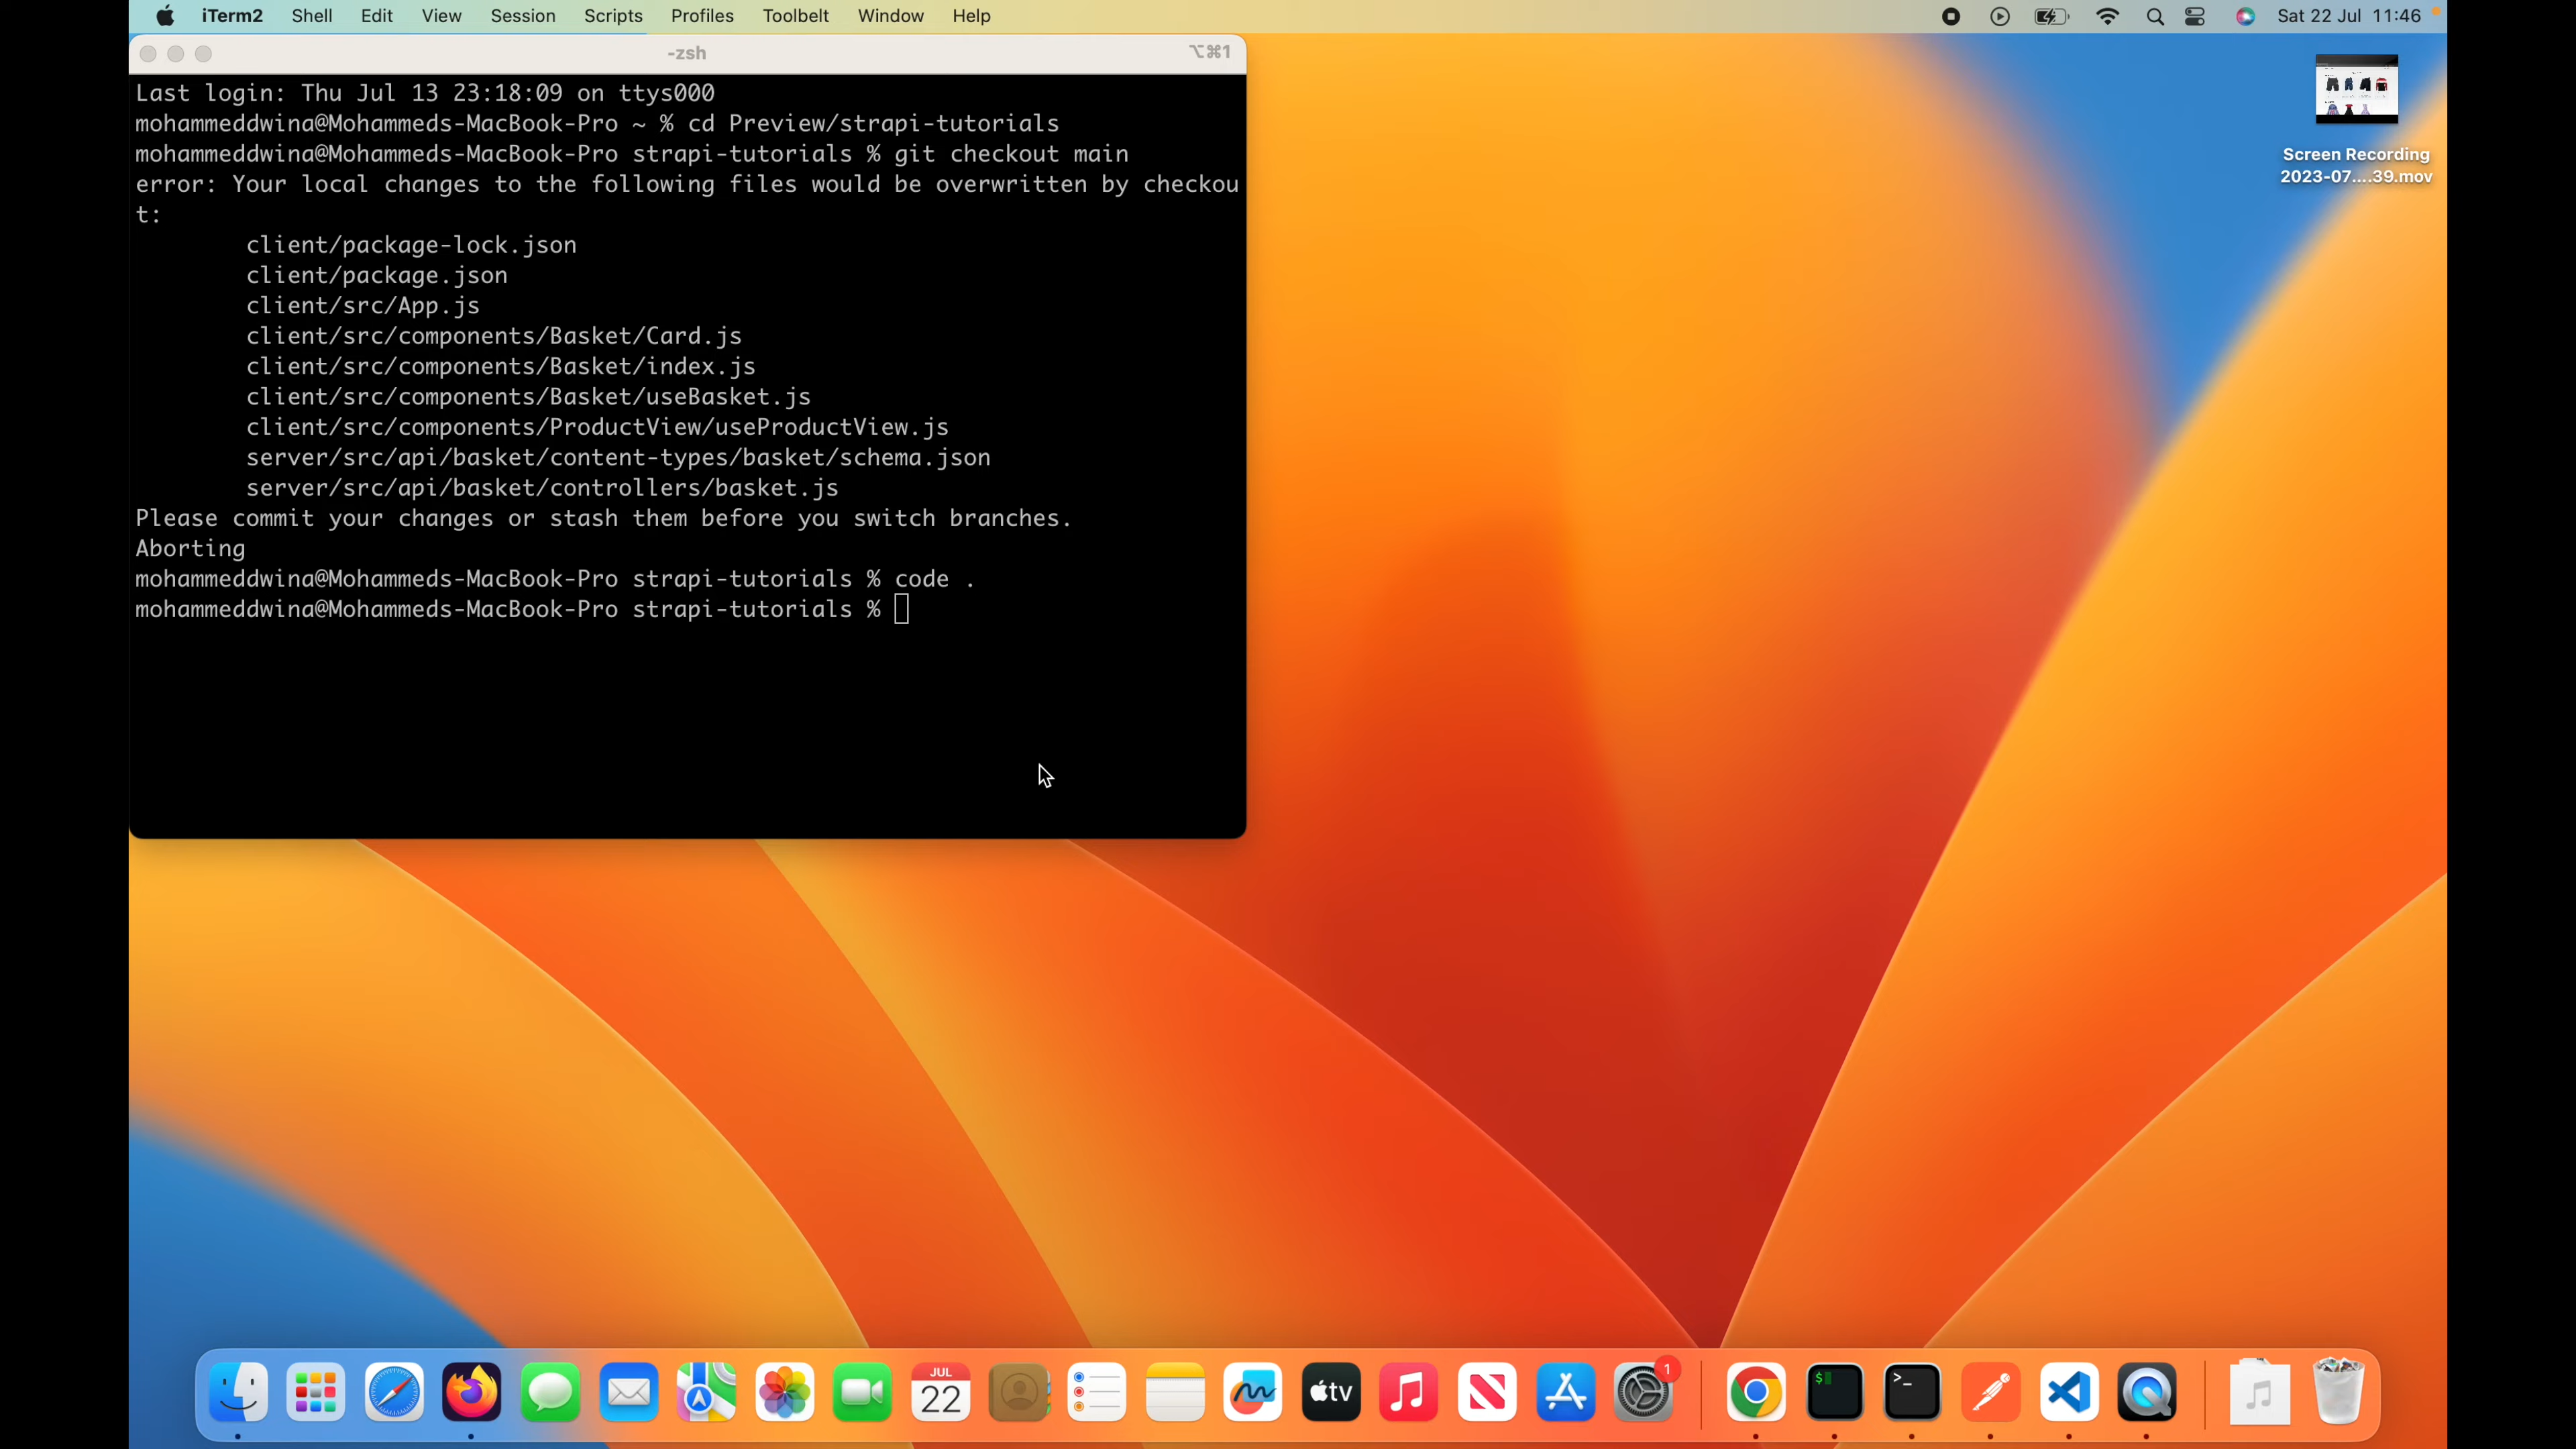 iTerm2 Shell Edit View Session Scripts Profiles Toolbelt Window Help Sat 22 Jul 11:46
-zsh ⌥⌘1
Last login: Thu Jul 13 23:18:09 on ttys000
mohammeddwina@Mohammeds-MacBook-Pro ~ % cd Preview/strapi-tutorials
mohammeddwina@Mohammeds-MacBook-Pro strapi-tutorials % git checkout main
error: Your local changes to the following files would be overwritten by checkou
t:
client/package-lock.json
client/package.json
client/src/App.js
client/src/components/Basket/Card.js
client/src/components/Basket/index.js
client/src/components/Basket/useBasket.js
client/src/components/ProductView/useProductView.js
server/src/api/basket/content-types/basket/schema.json
server/src/api/basket/controllers/basket.js
Please commit your changes or stash them before you switch branches.
Aborting
mohammeddwina@Mohammeds-MacBook-Pro strapi-tutorials % code .
mohammeddwina@Mohammeds-MacBook-Pro strapi-tutorials %
Screen Recording
2023-07....39.mov
JUL
22
tv
1
$
>_